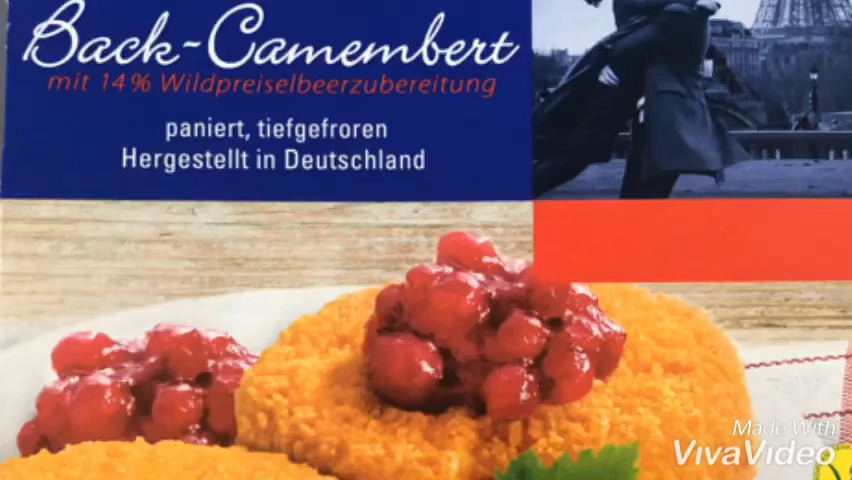 Back-Camembert
mit 14% Wildpreiselbeerzubereitung
paniert, tiefgefroren
Hergestellt in Deutschland
Made With
VivaVideo